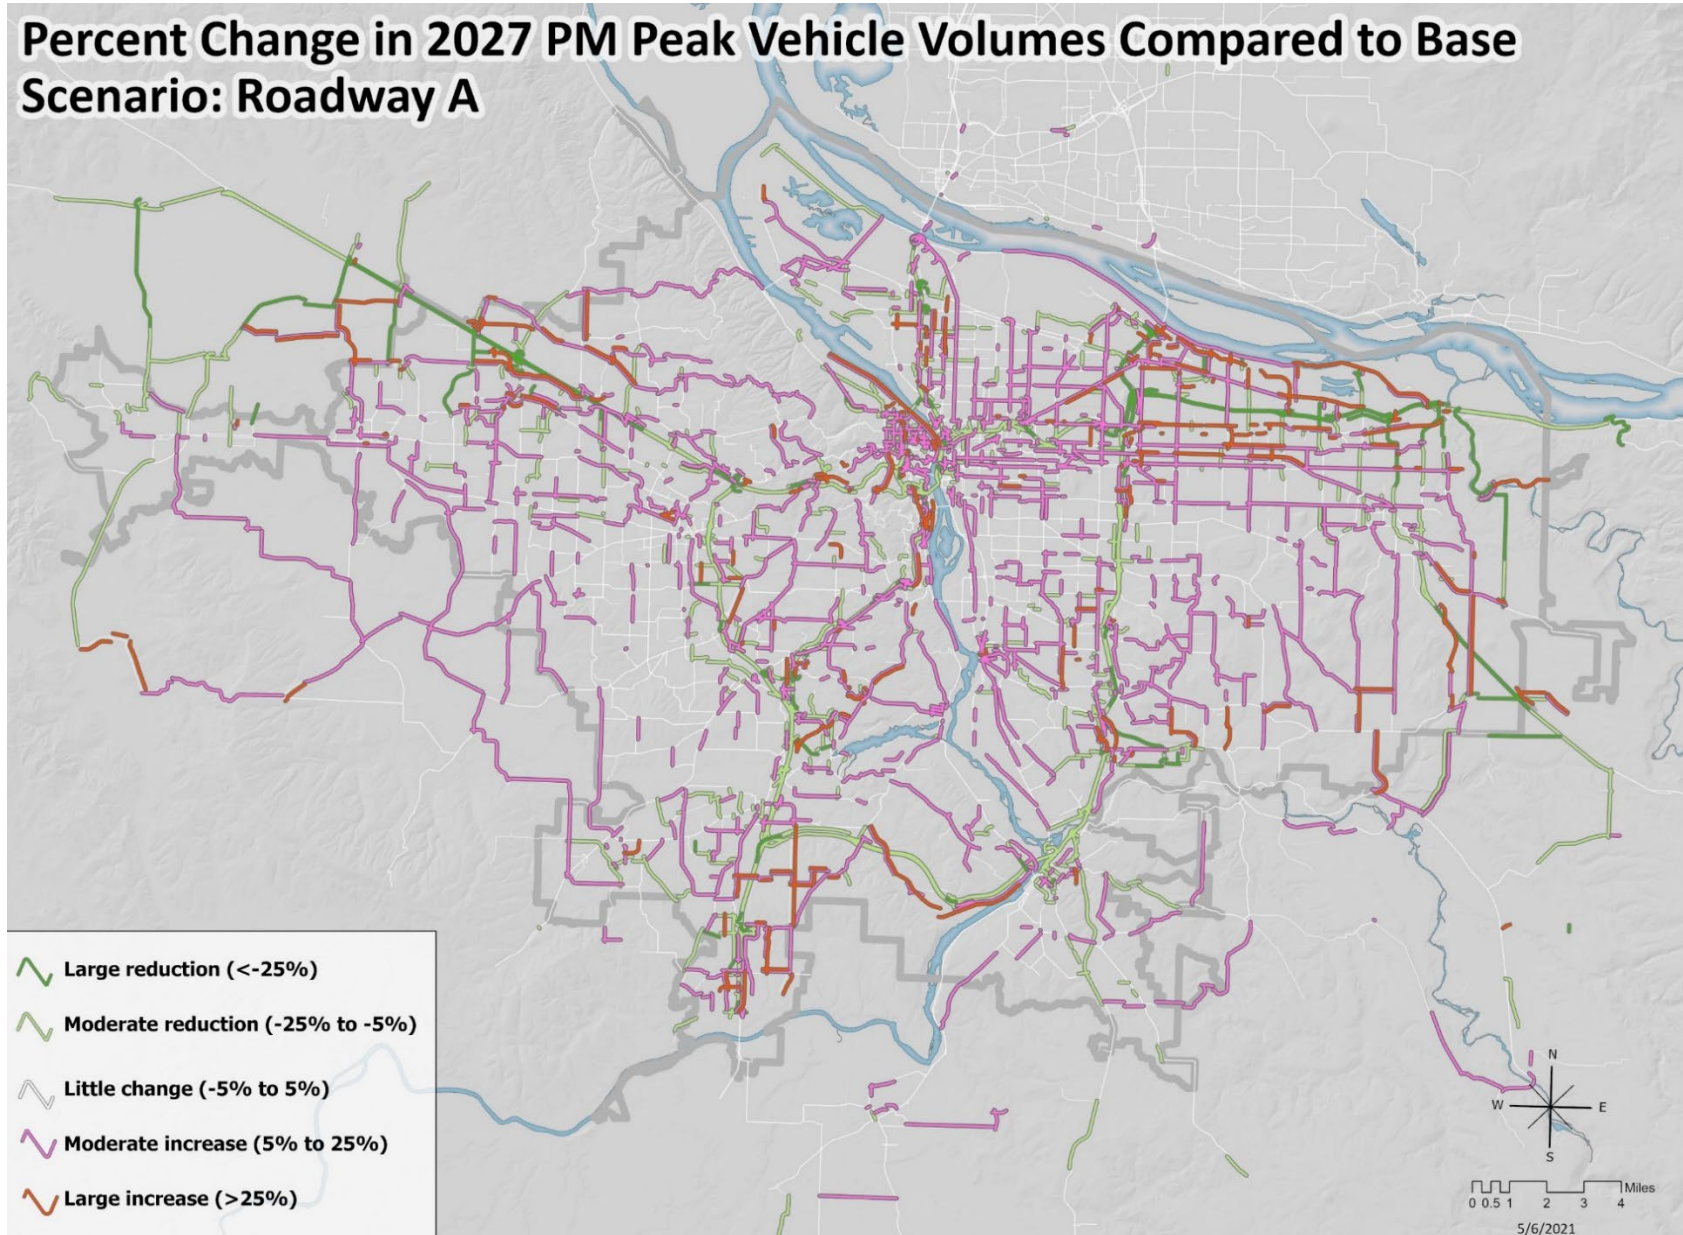 Percent Change in 2027 PM Peak Vehicle Volumes Compared to Base
Scenario: Roadway A
Large reduction (<-25%)
Moderate reduction (-25% to -5%)
Little change (-5% to 5%)
Moderate increase (5% to 25%)
Large increase (>25%)
N
W E
S
Miles
0 0.5 1 2 3 4
5/6/2021